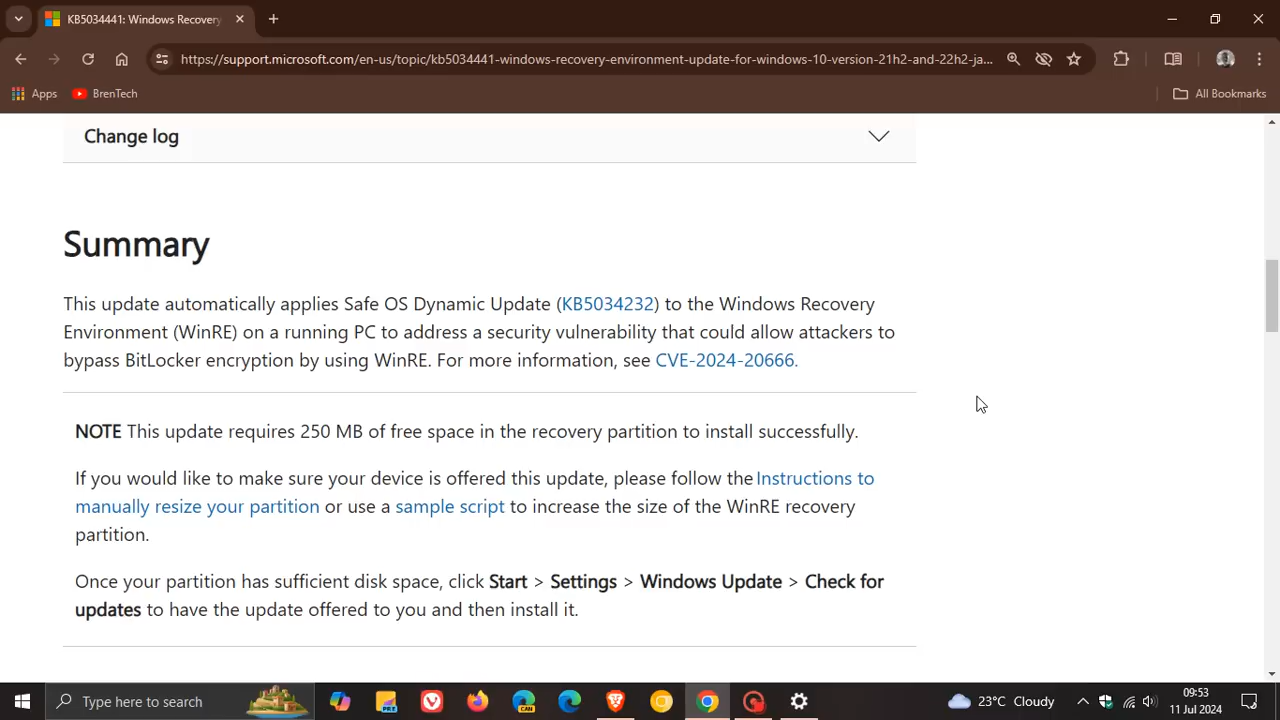 KB5034441: Windows Recovery
https://support.microsoft.com/en-us/topic/kb5034441-windows-recovery-environment-update-for-windows-10-version-21h2-and-22h2-ja...
Apps
BrenTech
All Bookmarks
Change log
Summary
This update automatically applies Safe OS Dynamic Update (KB5034232) to the Windows Recovery
Environment (WinRE) on a running PC to address a security vulnerability that could allow attackers to
bypass BitLocker encryption by using WinRE. For more information, see CVE-2024-20666.
NOTE This update requires 250 MB of free space in the recovery partition to install successfully.
If you would like to make sure your device is offered this update, please follow the Instructions to
manually resize your partition or use a sample script to increase the size of the WinRE recovery
partition.
Once your partition has sufficient disk space, click Start > Settings > Windows Update > Check for
updates to have the update offered to you and then install it.
Type here to search
PRE
CAN
23°C Cloudy
09:53
11 Jul 2024